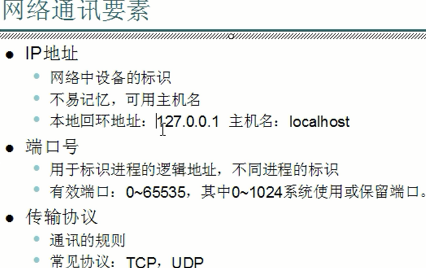 网络通讯要素
IP地址
网络中设备的标识
不易记忆，可用主机名
本地回环地址：127.0.0.1 主机名：localhost
端口号
用于标识进程的逻辑地址，不同进程的标识
有效端口：0~65535，其中0~1024系统使用或保留端口。
传输协议
通讯的规则
常见协议：TCP，UDP